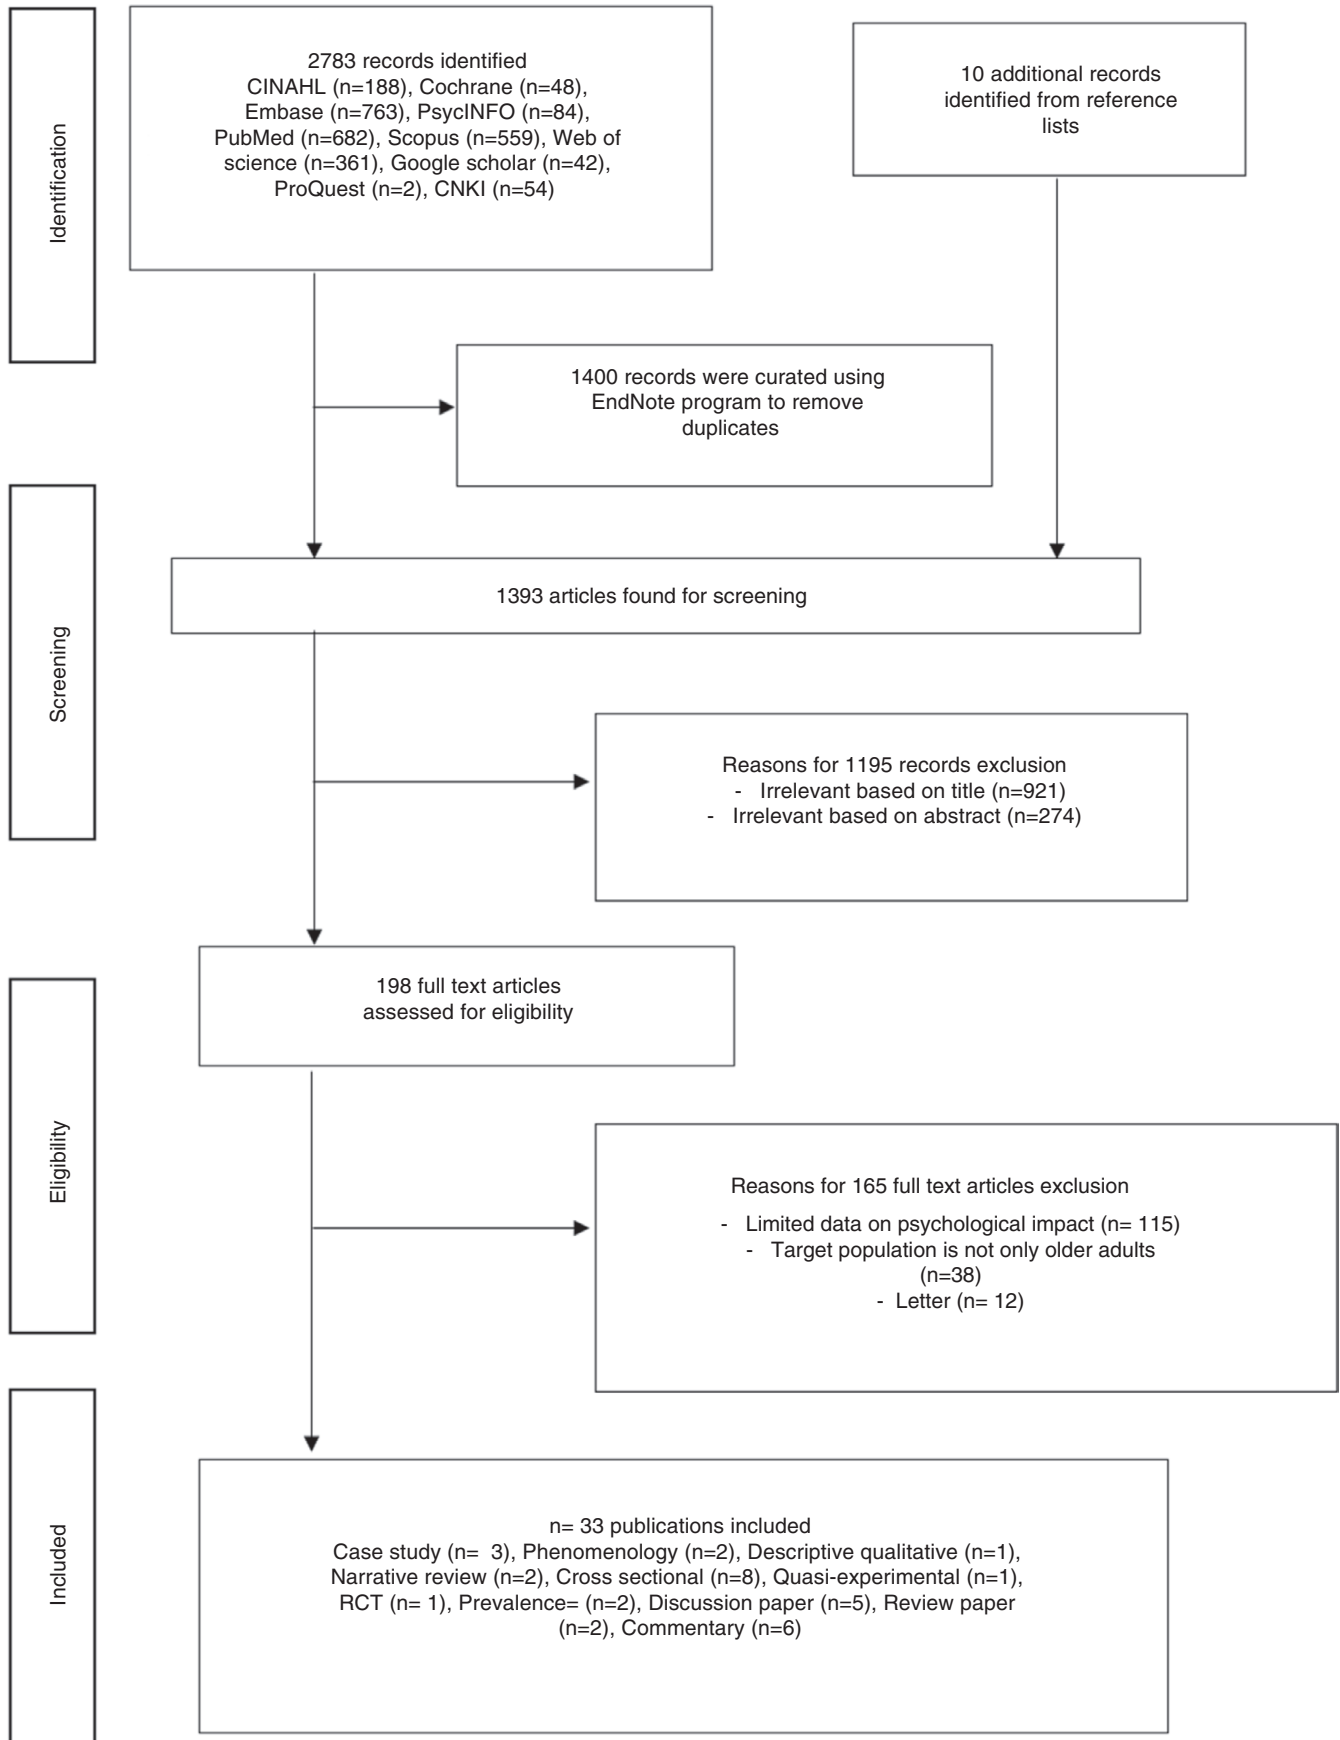 Identification
2783 records identified
CINAHL (n=188), Cochrane (n=48),
Embase (n=763), PsycINFO (n=84),
PubMed (n=682), Scopus (n=559), Web of
science (n=361), Google scholar (n=42),
ProQuest (n=2), CNKI (n=54)
10 additional records
identified from reference
lists
1400 records were curated using
EndNote program to remove
duplicates
Screening
1393 articles found for screening
Reasons for 1195 records exclusion
- Irrelevant based on title (n=921)
- Irrelevant based on abstract (n=274)
Eligibility
198 full text articles
assessed for eligibility
Reasons for 165 full text articles exclusion
- Limited data on psychological impact (n= 115)
- Target population is not only older adults
(n=38)
- Letter (n= 12)
Included
n= 33 publications included
Case study (n= 3), Phenomenology (n=2), Descriptive qualitative (n=1),
Narrative review (n=2), Cross sectional (n=8), Quasi-experimental (n=1),
RCT (n= 1), Prevalence= (n=2), Discussion paper (n=5), Review paper
(n=2), Commentary (n=6)